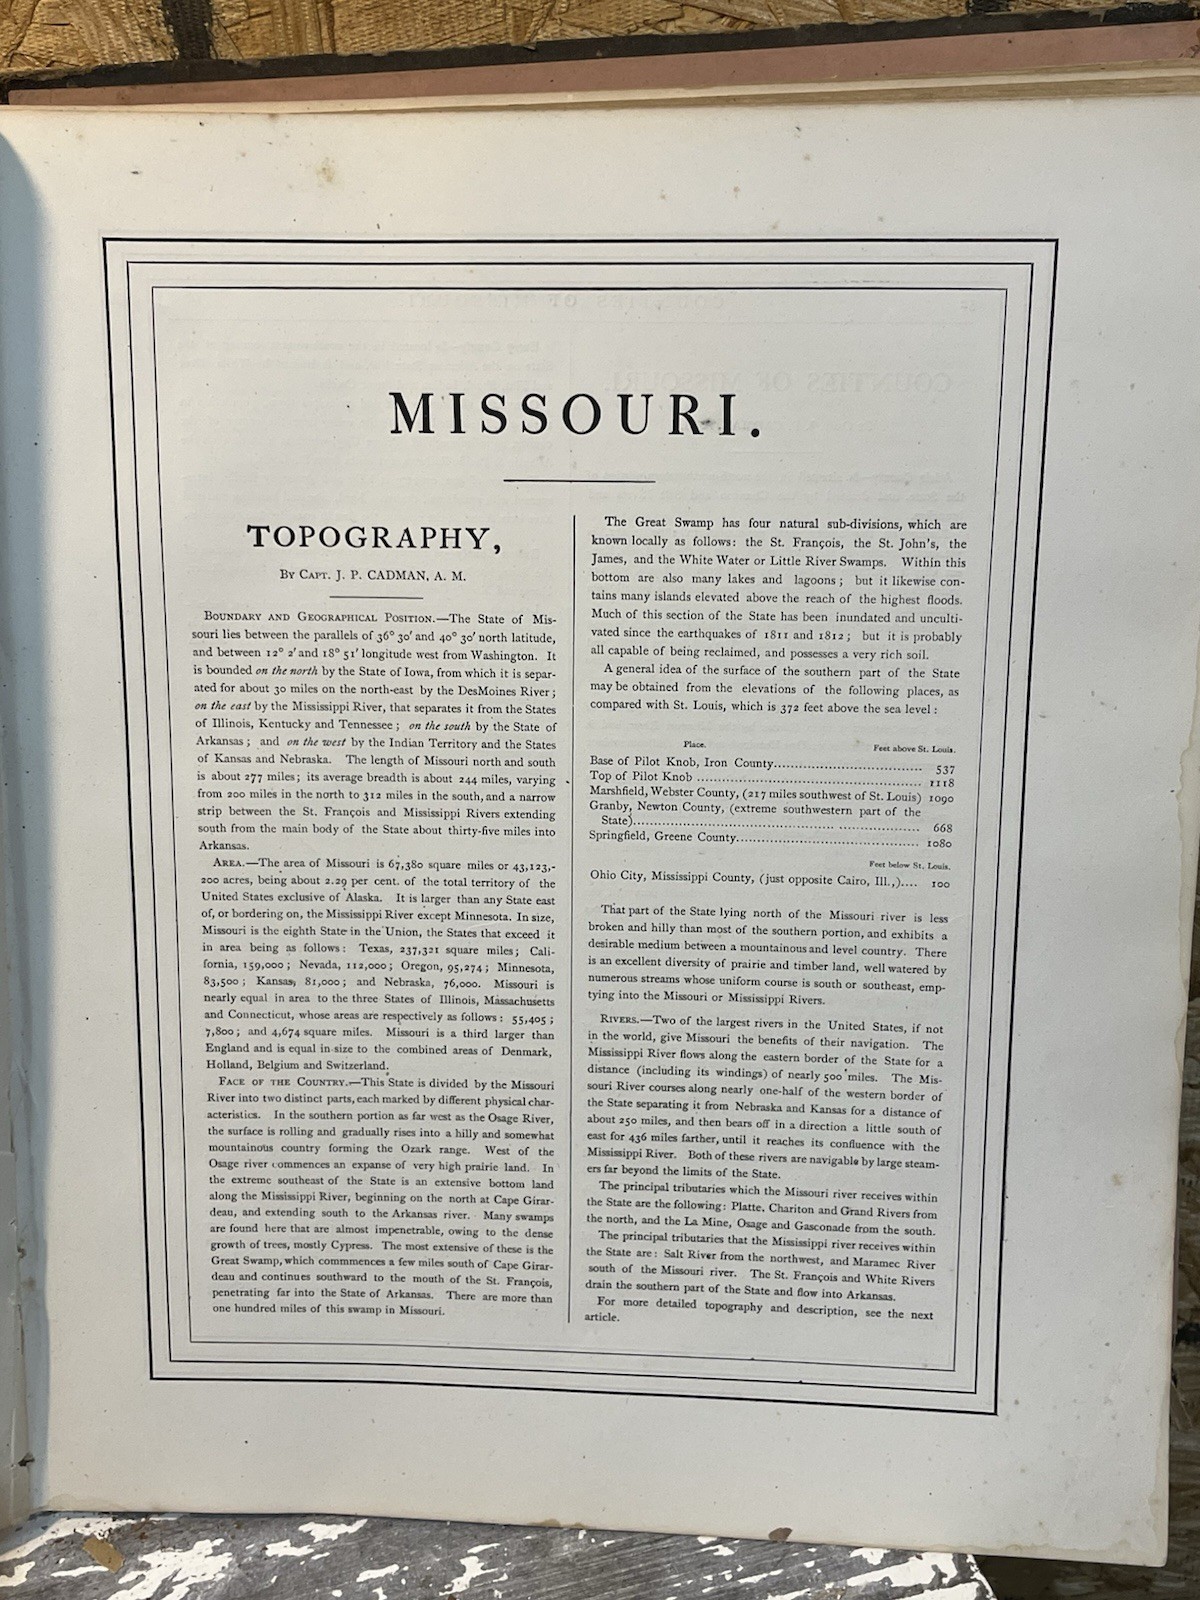 MISSOURI.
TOPOGRAPHY,
By Capt. J. P. CADMAN, A. M.
Boundary and Geographical Position.—The State of Mis-
souri lies between the parallels of 36° 30′ and 40° 30′ north latitude,
and between 12° 2′ and 18° 51′ longitude west from Washington. It
is bounded on the north by the State of Iowa, from which it is separ-
ated for about 30 miles on the north-east by the DesMoines River;
on the east by the Mississippi River, that separates it from the States
of Illinois, Kentucky and Tennessee; on the south by the State of
Arkansas; and on the west by the Indian Territory and the States
of Kansas and Nebraska. The length of Missouri north and south
is about 277 miles; its average breadth is about 244 miles, varying
from 200 miles in the north to 312 miles in the south, and a narrow
strip between the St. François and Mississippi Rivers extending
south from the main body of the State about thirty-five miles into
Arkansas.
Area.—The area of Missouri is 67,380 square miles or 43,123,-
200 acres, being about 2.29 per cent. of the total territory of the
United States exclusive of Alaska. It is larger than any State east
of, or bordering on, the Mississippi River except Minnesota. In size,
Missouri is the eighth State in the Union, the States that exceed it
in area being as follows: Texas, 237,321 square miles; Cali-
fornia, 159,000; Nevada, 112,000; Oregon, 95,274; Minnesota,
83,500; Kansas, 81,000; and Nebraska, 76,000. Missouri is
nearly equal in area to the three States of Illinois, Massachusetts
and Connecticut, whose areas are respectively as follows: 55,405;
7,800; and 4,674 square miles. Missouri is a third larger than
England and is equal in size to the combined areas of Denmark,
Holland, Belgium and Switzerland.
Face of the Country.—This State is divided by the Missouri
River into two distinct parts, each marked by different physical char-
acteristics. In the southern portion as far west as the Osage River,
the surface is rolling and gradually rises into a hilly and somewhat
mountainous country forming the Ozark range. West of the
Osage river commences an expanse of very high prairie land. In
the extreme southeast of the State is an extensive bottom land
along the Mississippi River, beginning on the north at Cape Girar-
deau, and extending south to the Arkansas river. Many swamps
are found here that are almost impenetrable, owing to the dense
growth of trees, mostly Cypress. The most extensive of these is the
Great Swamp, which commmences a few miles south of Cape Girar-
deau and continues southward to the mouth of the St. François,
penetrating far into the State of Arkansas. There are more than
one hundred miles of this swamp in Missouri.
The Great Swamp has four natural sub-divisions, which are
known locally as follows: the St. François, the St. John's, the
James, and the White Water or Little River Swamps. Within this
bottom are also many lakes and lagoons; but it likewise con-
tains many islands elevated above the reach of the highest floods.
Much of this section of the State has been inundated and unculti-
vated since the earthquakes of 1811 and 1812; but it is probably
all capable of being reclaimed, and possesses a very rich soil.
A general idea of the surface of the southern part of the State
may be obtained from the elevations of the following places, as
compared with St. Louis, which is 372 feet above the sea level:
Place. Feet above St. Louis.
Base of Pilot Knob, Iron County.......... 537
Top of Pilot Knob .......... 1118
Marshfield, Webster County, (217 miles southwest of St. Louis) 1090
Granby, Newton County, (extreme southwestern part of the
State).......... 668
Springfield, Greene County.......... 1080
Feet below St. Louis.
Ohio City, Mississippi County, (just opposite Cairo, Ill.,).... 100
That part of the State lying north of the Missouri river is less
broken and hilly than most of the southern portion, and exhibits a
desirable medium between a mountainous and level country. There
is an excellent diversity of prairie and timber land, well watered by
numerous streams whose uniform course is south or southeast, emp-
tying into the Missouri or Mississippi Rivers.
Rivers.—Two of the largest rivers in the United States, if not
in the world, give Missouri the benefits of their navigation. The
Mississippi River flows along the eastern border of the State for a
distance (including its windings) of nearly 500 miles. The Mis-
souri River courses along nearly one-half of the western border of
the State separating it from Nebraska and Kansas for a distance of
about 250 miles, and then bears off in a direction a little south of
east for 436 miles farther, until it reaches its confluence with the
Mississippi River. Both of these rivers are navigable by large steam-
ers far beyond the limits of the State.
The principal tributaries which the Missouri river receives within
the State are the following: Platte, Chariton and Grand Rivers from
the north, and the La Mine, Osage and Gasconade from the south.
The principal tributaries that the Mississippi river receives within
the State are: Salt River from the northwest, and Maramec River
south of the Missouri river. The St. François and White Rivers
drain the southern part of the State and flow into Arkansas.
For more detailed topography and description, see the next
article.